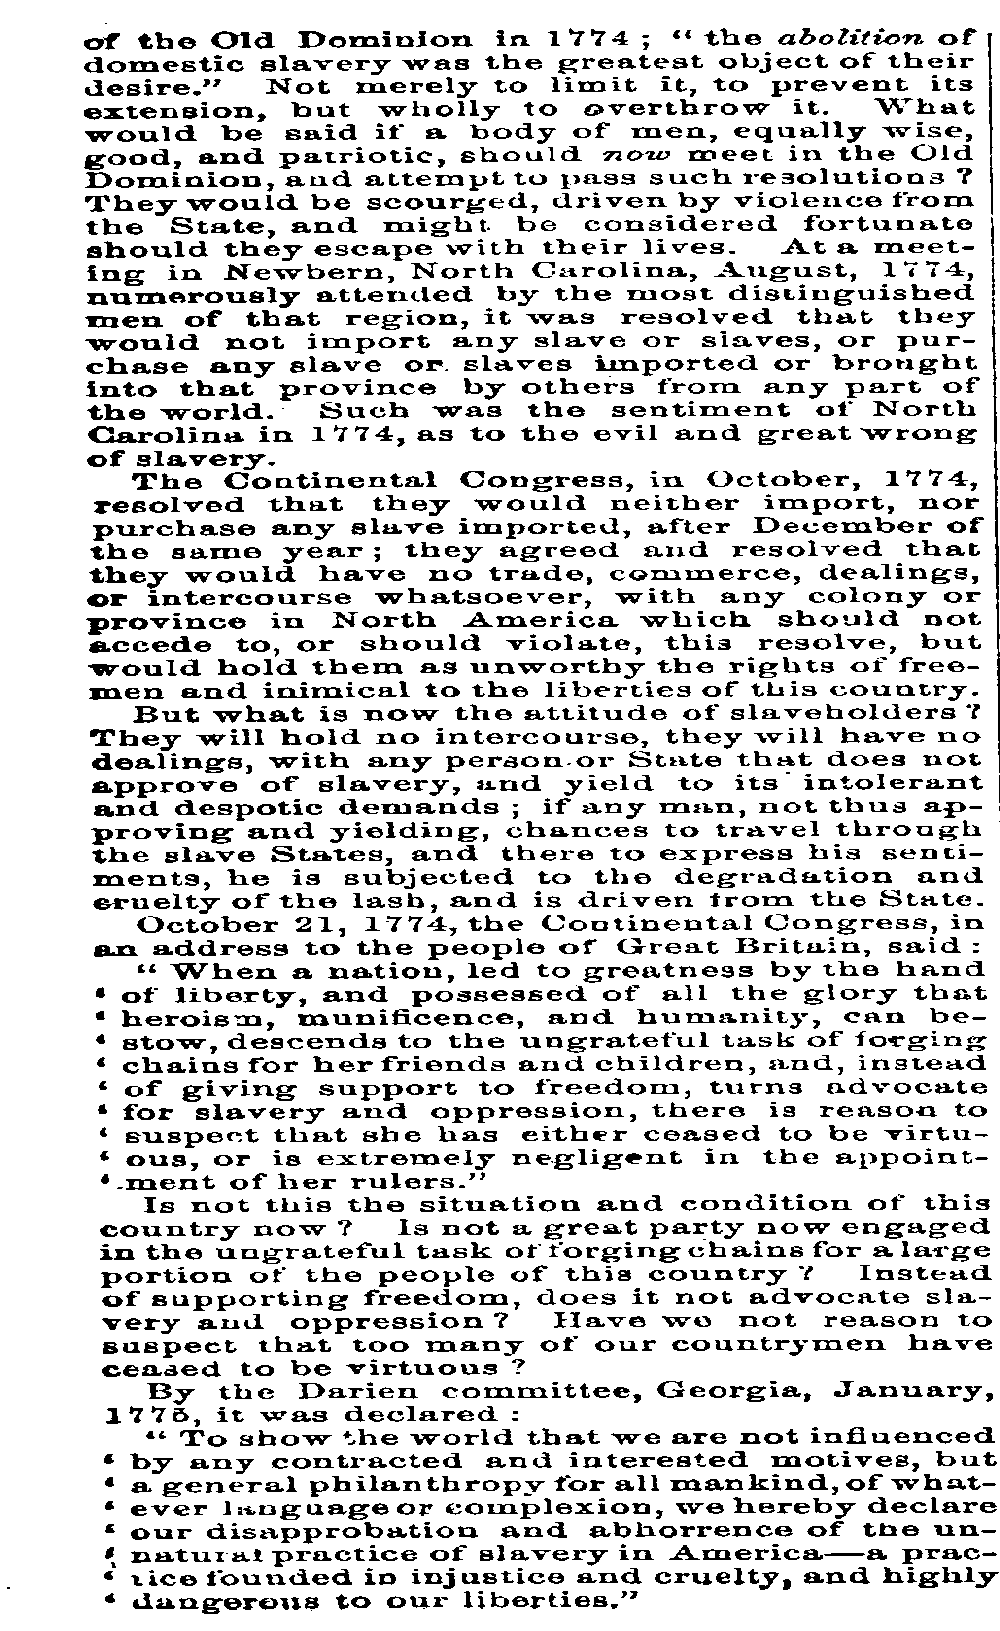 of the Old Dominion in 1774; "the abolition of
domestic slavery was the greatest object of their
desire." Not merely to limit it, to prevent its
extension, but wholly to overthrow it. What
would be said if a body of men, equally wise,
good, and patriotic, should now meet in the Old
Dominion, and attempt to pass such resolutions?
They would be scourged, driven by violence from
the State, and might be considered fortunate
should they escape with their lives. At a meet-
ing in Newbern, North Carolina, August, 1774,
numerously attended by the most distinguished
men of that region, it was resolved that they
would not import any slave or slaves, or pur-
chase any slave or slaves imported or brought
into that province by others from any part of
the world. Such was the sentiment of North
Carolina in 1774, as to the evil and great wrong
of slavery.
The Continental Congress, in October, 1774,
resolved that they would neither import, nor
purchase any slave imported, after December of
the same year; they agreed and resolved that
they would have no trade, commerce, dealings,
or intercourse whatsoever, with any colony or
province in North America which should not
accede to, or should violate, this resolve, but
would hold them as unworthy the rights of free-
men and inimical to the liberties of this country.
But what is now the attitude of slaveholders?
They will hold no intercourse, they will have no
dealings, with any person or State that does not
approve of slavery, and yield to its intolerant
and despotic demands; if any man, not thus ap-
proving and yielding, chances to travel through
the slave States, and there to express his senti-
ments, he is subjected to the degradation and
cruelty of the lash, and is driven from the State.
October 21, 1774, the Continental Congress, in
an address to the people of Great Britain, said:
"When a nation, led to greatness by the hand
' of liberty, and possessed of all the glory that
' heroism, munificence, and humanity, can be-
' stow, descends to the ungrateful task of forging
' chains for her friends and children, and, instead
' of giving support to freedom, turns advocate
' for slavery and oppression, there is reason to
' suspect that she has either ceased to be virtu-
' ous, or is extremely negligent in the appoint-
' ment of her rulers."
Is not this the situation and condition of this
country now? Is not a great party now engaged
in the ungrateful task of forging chains for a large
portion of the people of this country? Instead
of supporting freedom, does it not advocate sla-
very and oppression? Have we not reason to
suspect that too many of our countrymen have
ceased to be virtuous?
By the Darien committee, Georgia, January,
1775, it was declared:
"To show the world that we are not influenced
' by any contracted and interested motives, but
' a general philanthropy for all mankind, of what-
' ever language or complexion, we hereby declare
' our disapprobation and abhorrence of the un-
' natural practice of slavery in America—a prac-
' tice founded in injustice and cruelty, and highly
' dangerous to our liberties."